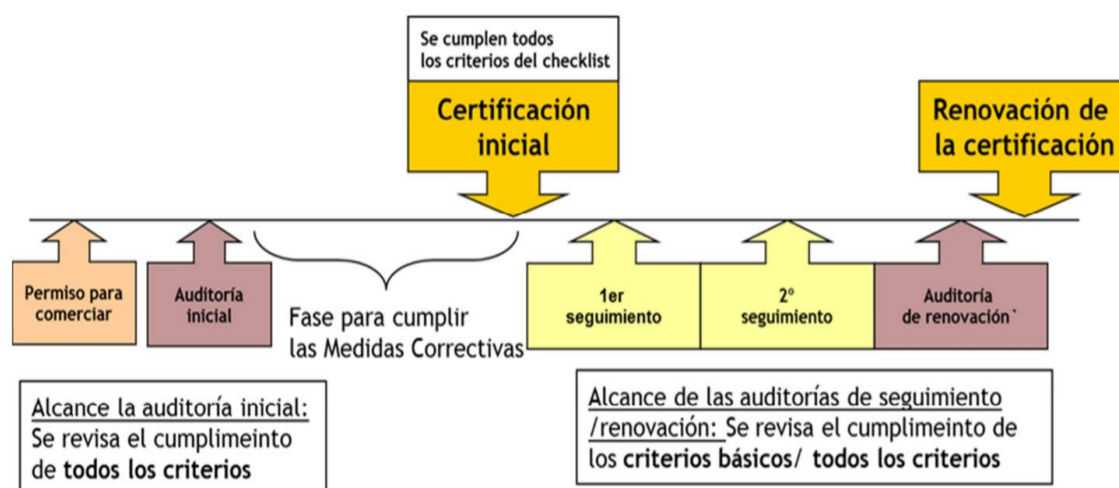 Se cumplen todos
los criterios del checklist
Certificación
inicial
Renovación de
la certificación
Permiso para
comerciar
Auditoría
inicial
Fase para cumplir
las Medidas Correctivas
1er
seguimiento
2º
seguimiento
Auditoría
de renovación`
Alcance la auditoría inicial:
Se revisa el cumplimeinto
de todos los criterios
Alcance de las auditorías de seguimiento
/renovación: Se revisa el cumplimeinto de
los criterios básicos/ todos los criterios